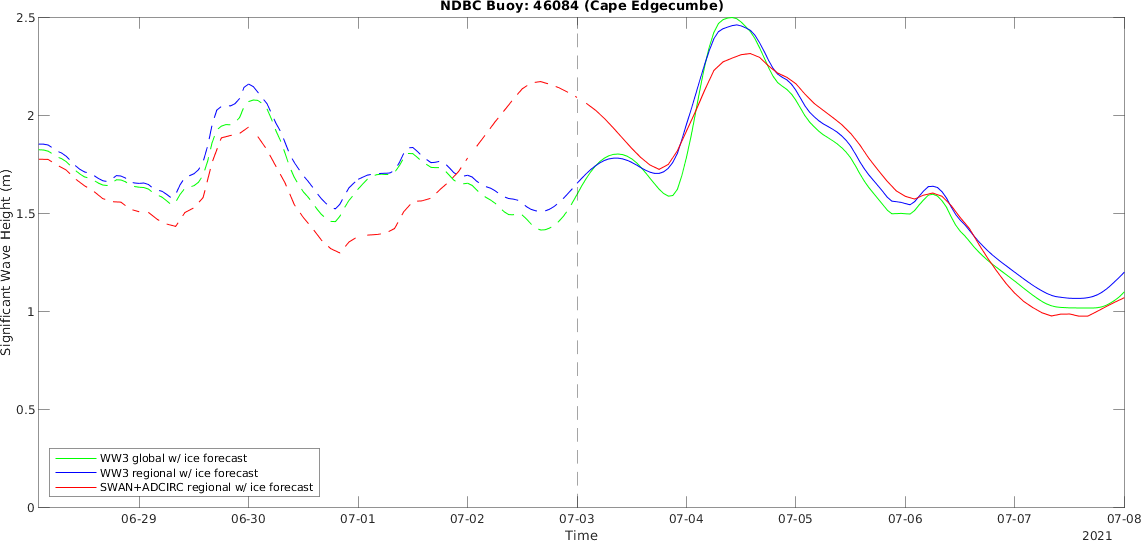 NDBC Buoy: 46084 (Cape Edgecumbe)
2.5
2
1.5
1
0.5
0
Significant Wave Height (m)
WW3 global w/ ice forecast
WW3 regional w/ ice forecast
SWAN+ADCIRC regional w/ ice forecast
06-29 06-30 07-01 07-02 07-03 07-04 07-05 07-06 07-07 07-08
Time
2021